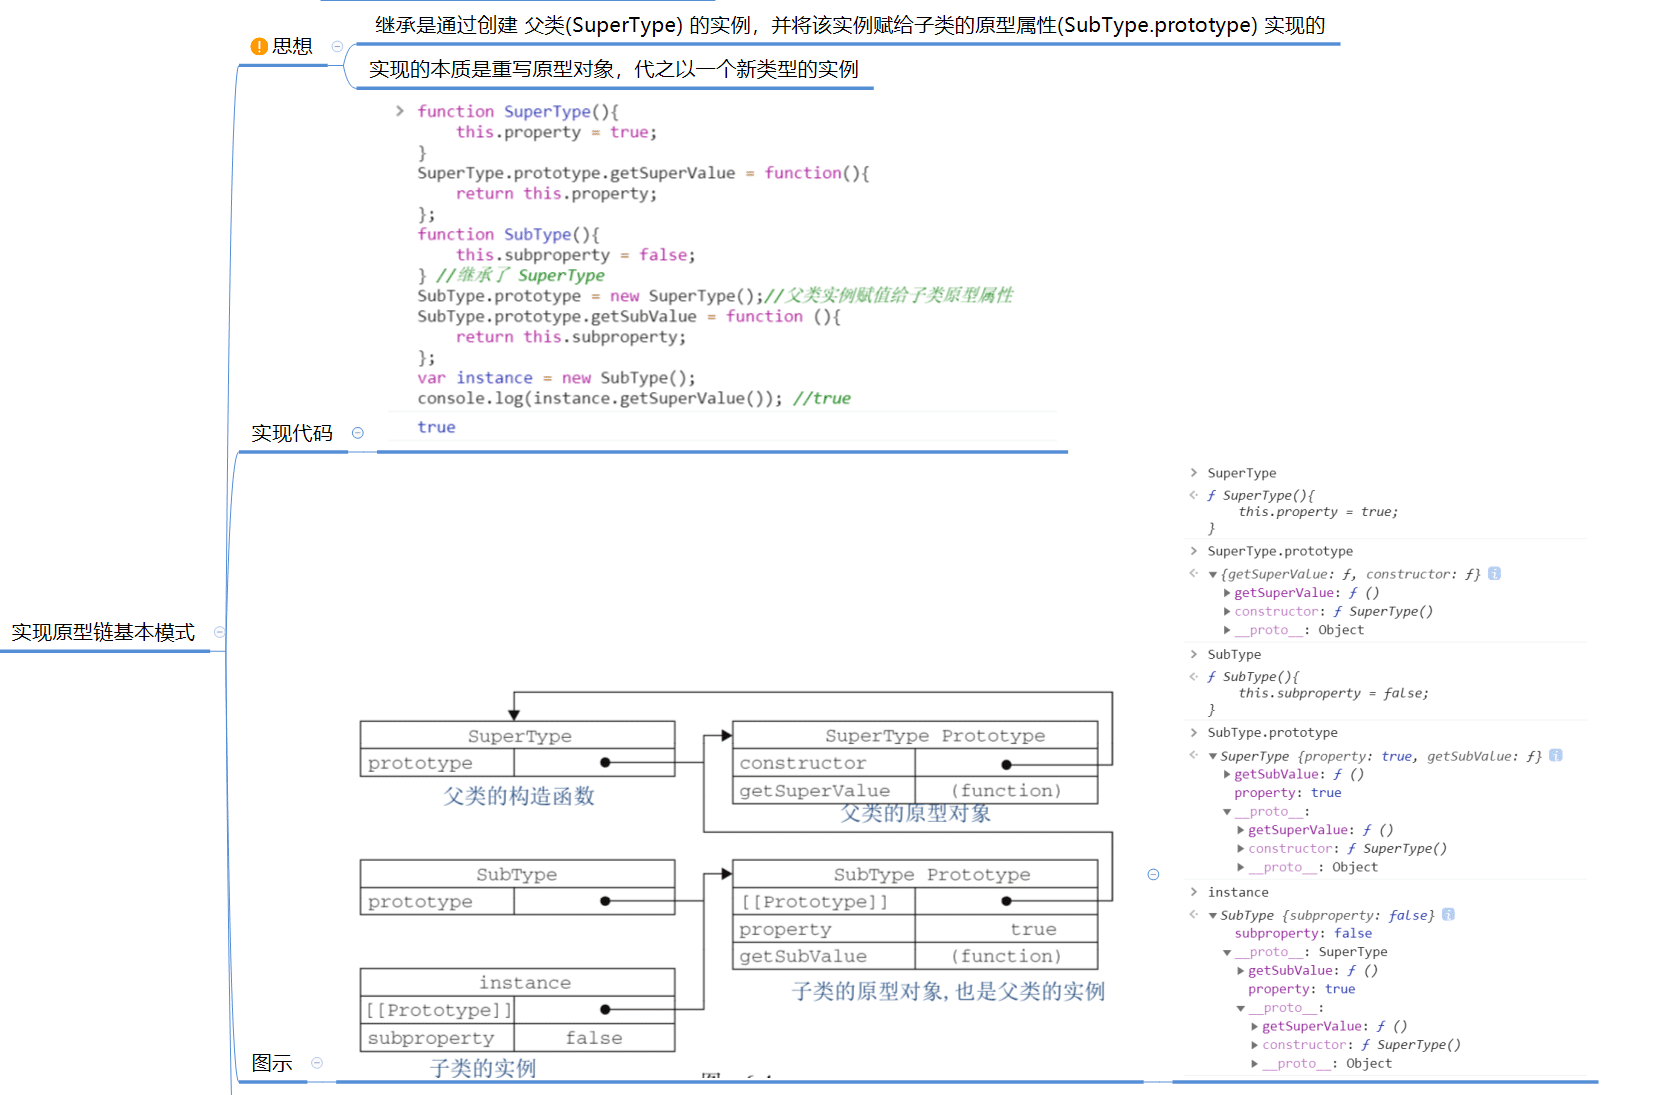 继承是通过创建 父类(SuperType) 的实例，并将该实例赋给子类的原型属性(SubType.prototype) 实现的
思想
实现的本质是重写原型对象，代之以一个新类型的实例
function SuperType(){
this.property = true;
}
SuperType.prototype.getSuperValue = function(){
return this.property;
};
function SubType(){
this.subproperty = false;
} //继承了 SuperType
SubType.prototype = new SuperType();//父类实例赋值给子类原型属性
SubType.prototype.getSubValue = function (){
return this.subproperty;
};
var instance = new SubType();
console.log(instance.getSuperValue()); //true
true
实现代码
实现原型链基本模式
SuperType
prototype
父类的构造函数
SuperType Prototype
constructor
getSuperValue (function)
父类的原型对象
SubType
prototype
SubType Prototype
[[Prototype]]
property true
getSubValue (function)
子类的原型对象,也是父类的实例
instance
[[Prototype]]
subproperty false
子类的实例
图示
SuperType
ƒ SuperType(){
this.property = true;
}
SuperType.prototype
{getSuperValue: ƒ, constructor: ƒ}
getSuperValue: ƒ ()
constructor: ƒ SuperType()
__proto__: Object
SubType
ƒ SubType(){
this.subproperty = false;
}
SubType.prototype
SuperType {property: true, getSubValue: ƒ}
getSubValue: ƒ ()
property: true
__proto__:
getSuperValue: ƒ ()
constructor: ƒ SuperType()
__proto__: Object
instance
SubType {subproperty: false}
subproperty: false
__proto__: SuperType
getSubValue: ƒ ()
property: true
__proto__:
getSuperValue: ƒ ()
constructor: ƒ SuperType()
__proto__: Object